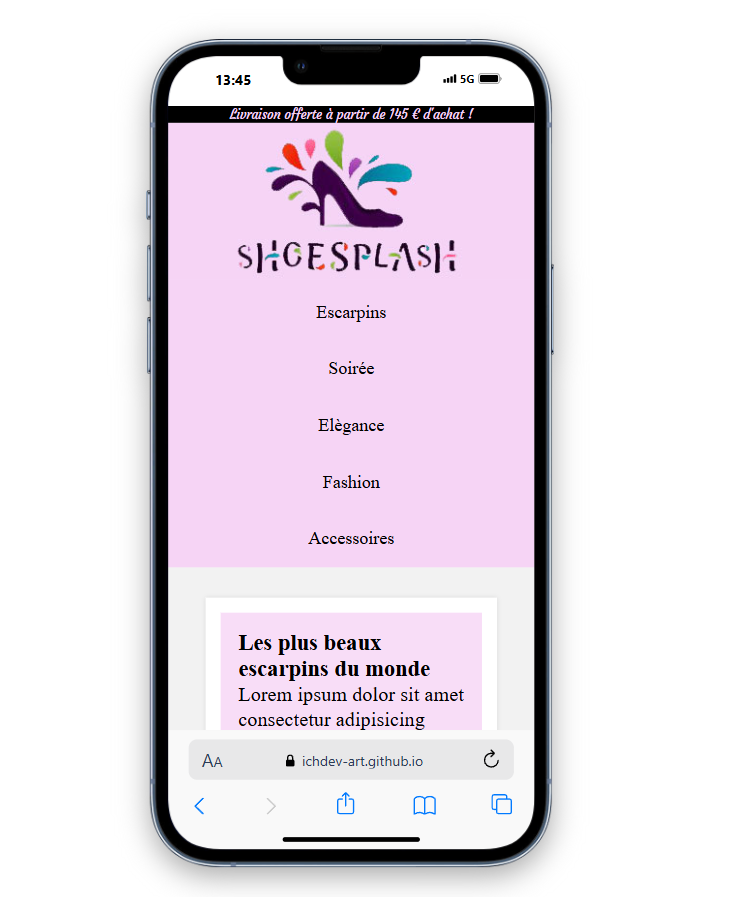 13:45
5G
Livraison offerte à partir de 145 € d'achat !
SHOESPLASH
Escarpins
Soirée
Elègance
Fashion
Accessoires
Les plus beaux
escarpins du monde
Lorem ipsum dolor sit amet
consectetur adipisicing
AA
ichdev-art.github.io